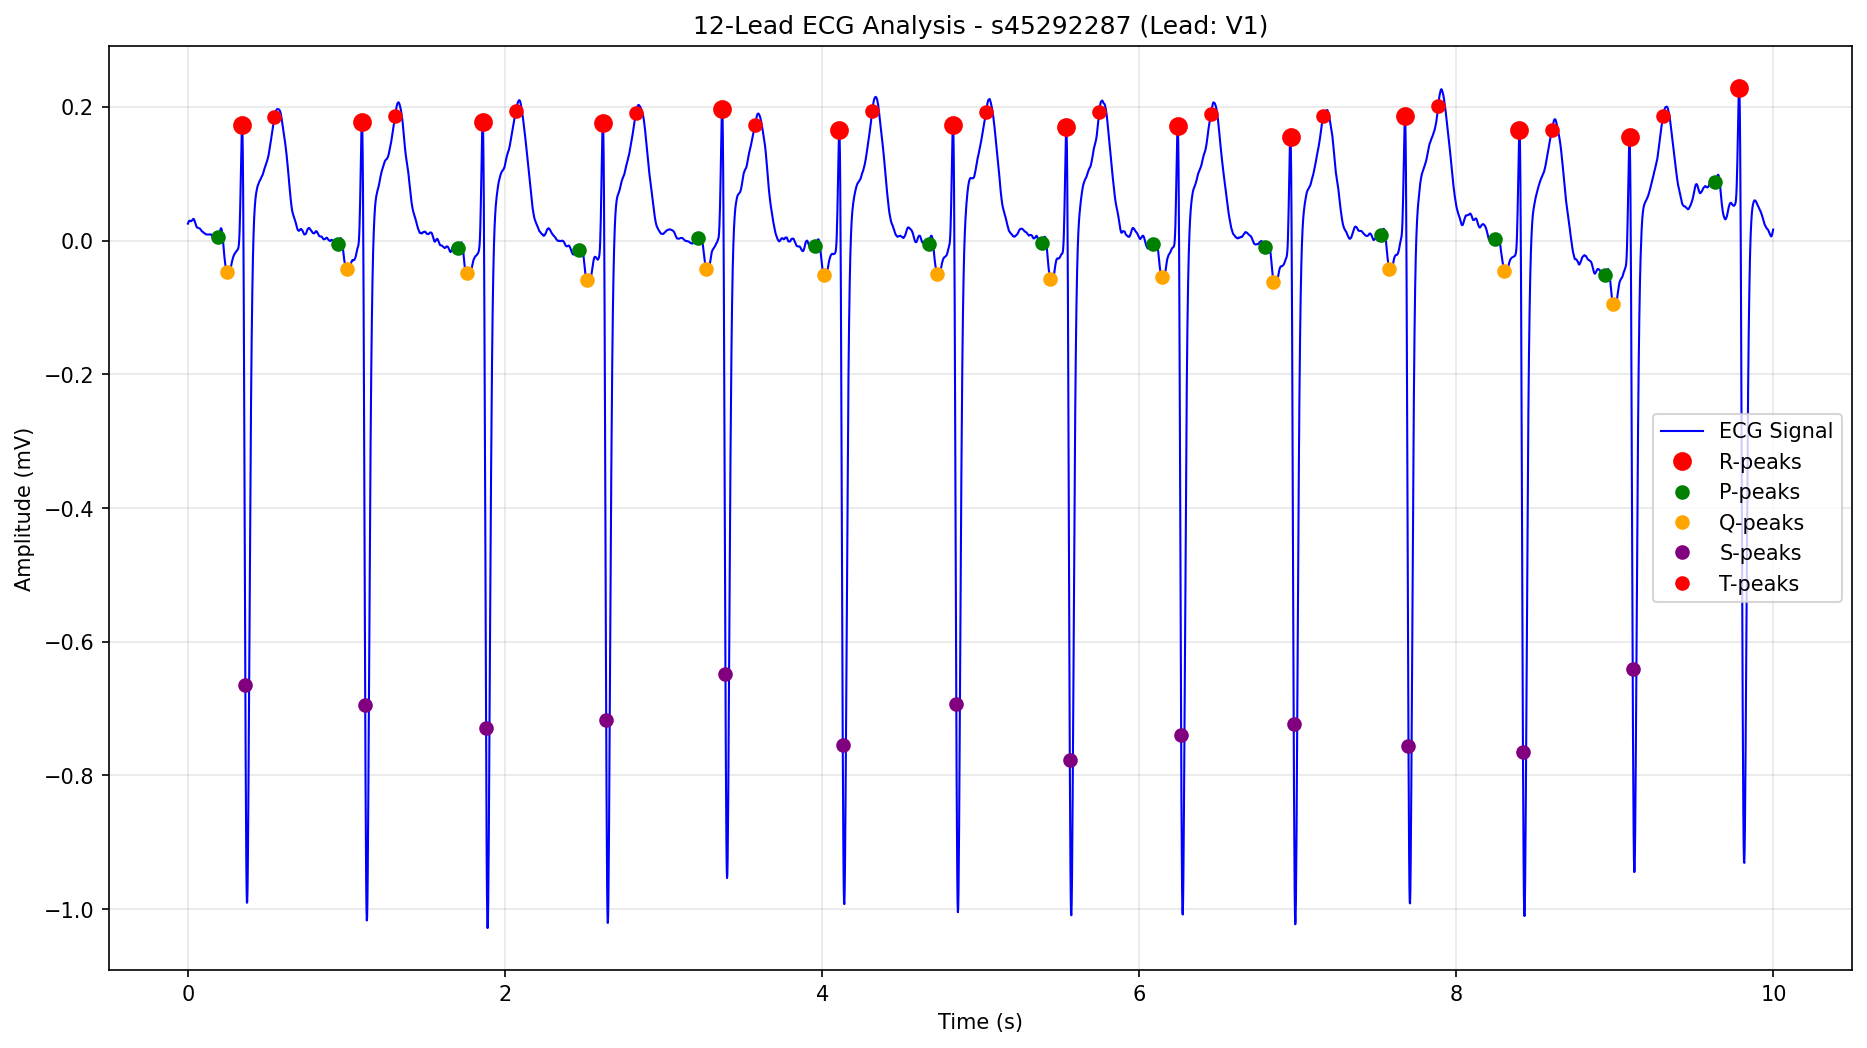 12-Lead ECG Analysis - s45292287 (Lead: V1)
Amplitude (mV)
0.2
0.0
−0.2
−0.4
−0.6
−0.8
−1.0
ECG Signal
R-peaks
P-peaks
Q-peaks
S-peaks
T-peaks
0 2 4 6 8 10
Time (s)